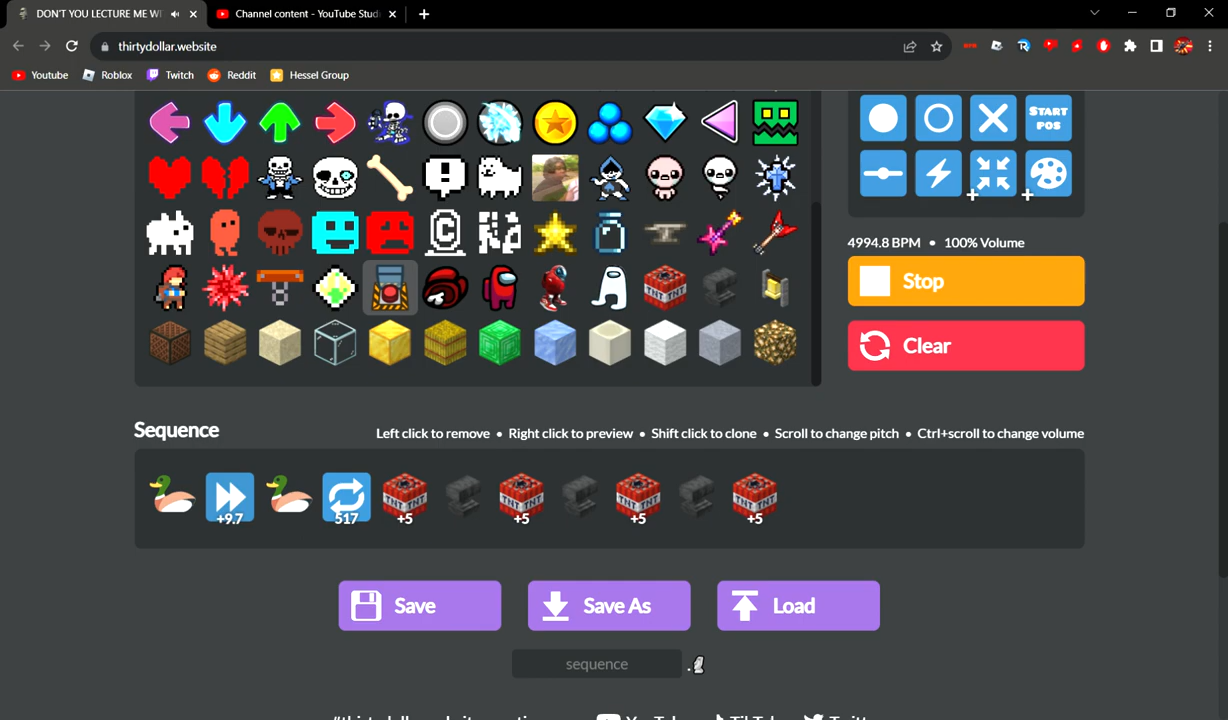 DON'T YOU LECTURE ME WI
Channel content - YouTube Studi
thirtydollar.website
Youtube
Roblox
Twitch
Reddit
Hessel Group
START
POS
4994.8 BPM • 100% Volume
Stop
Clear
Sequence
Left click to remove • Right click to preview • Shift click to clone • Scroll to change pitch • Ctrl+scroll to change volume
TNT TNT TNT TNT
+9.7 517 +5 +5 +5 +5
Save
Save As
Load
sequence